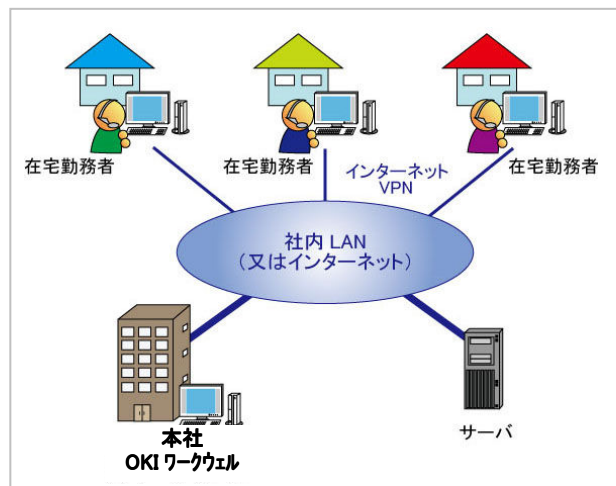 在宅勤務者
在宅勤務者
在宅勤務者
インターネット
VPN
社内 LAN
（又はインターネット）
本社
OKI ワークウェル
サーバ